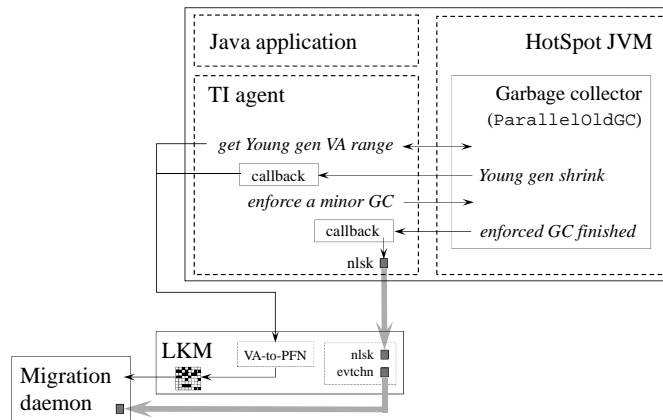 Java application
HotSpot JVM
TI agent
Garbage collector
(ParallelOldGC)
get Young gen VA range
callback
Young gen shrink
enforce a minor GC
callback
enforced GC finished
nlsk
LKM
VA-to-PFN
nlsk
evtchn
Migration
daemon